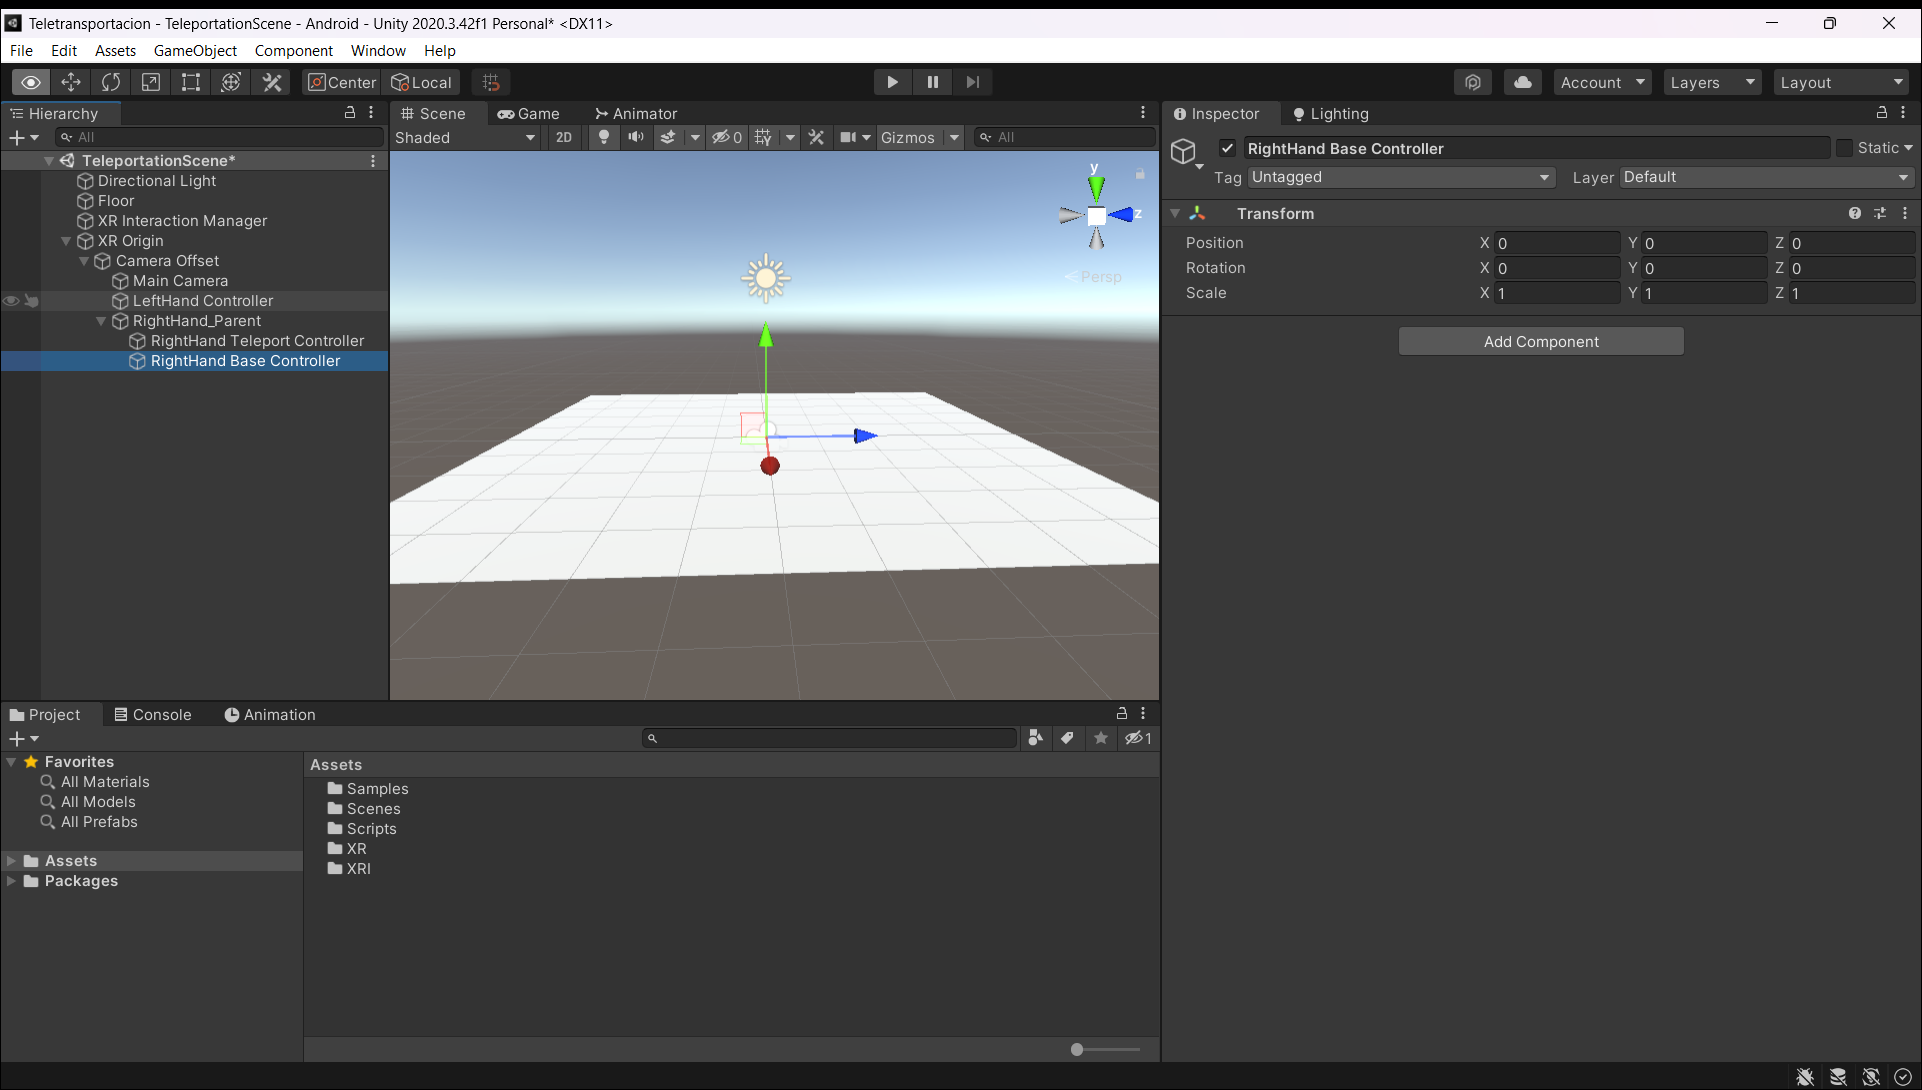 Teletransportacion - TeleportationScene - Android - Unity 2020.3.42f1 Personal* <DX11>
File Edit Assets GameObject Component Window Help
Center Local Account Layers Layout
Hierarchy
All
TeleportationScene*
Directional Light
Floor
XR Interaction Manager
XR Origin
Camera Offset
Main Camera
LeftHand Controller
RightHand_Parent
RightHand Teleport Controller
RightHand Base Controller
Scene Game Animator
Shaded 2D 0 Gizmos All
y
z
Persp
Inspector Lighting
RightHand Base Controller Static
Tag Untagged Layer Default
Transform
Position X 0 Y 0 Z 0
Rotation X 0 Y 0 Z 0
Scale X 1 Y 1 Z 1
Add Component
Project Console Animation
1
Favorites
All Materials
All Models
All Prefabs
Assets
Packages
Assets
Samples
Scenes
Scripts
XR
XRI